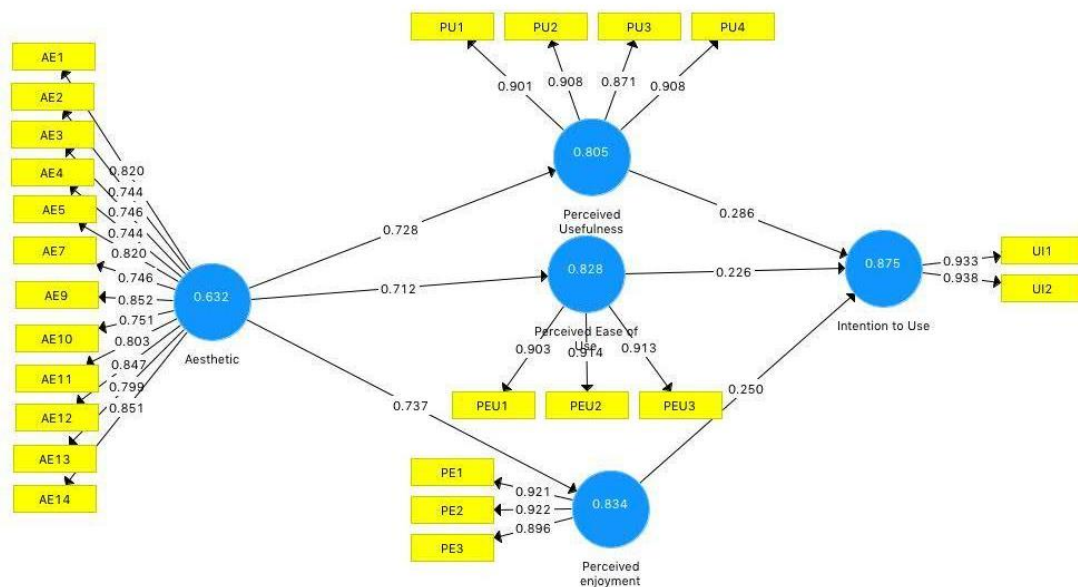 PU1
PU2
PU3
PU4
AE1
AE2
AE3
AE4
AE5
AE7
AE9
AE10
AE11
AE12
AE13
AE14
0.820
0.744
0.746
0.744
0.820
0.746
0.852
0.751
0.803
0.847
0.799
0.851
0.632
Aesthetic
0.901
0.908
0.871
0.908
0.805
Perceived
Usefulness
0.728
0.286
0.712
0.828
0.226
Perceived Ease of
Use
0.903
0.914
0.913
PEU1
PEU2
PEU3
0.737
0.250
0.875
Intention to Use
0.933
0.938
UI1
UI2
PE1
PE2
PE3
0.921
0.922
0.896
0.834
Perceived
enjoyment